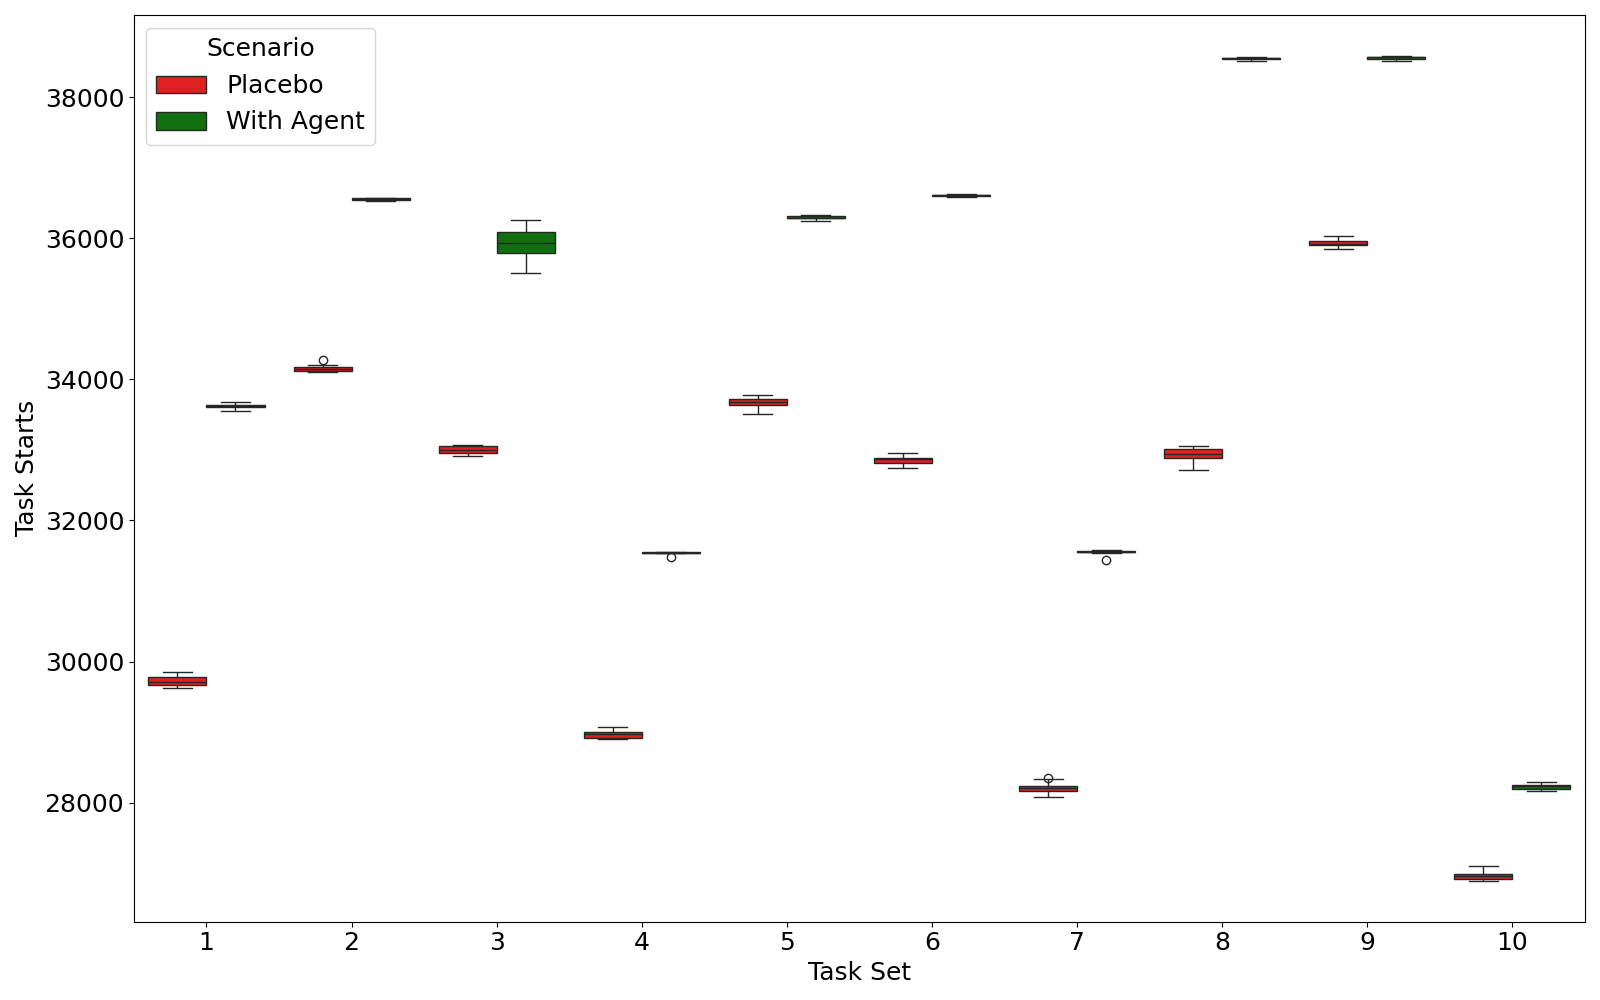 Scenario
Placebo
With Agent
38000
36000
34000
32000
30000
28000
Task Starts
1 2 3 4 5 6 7 8 9 10
Task Set